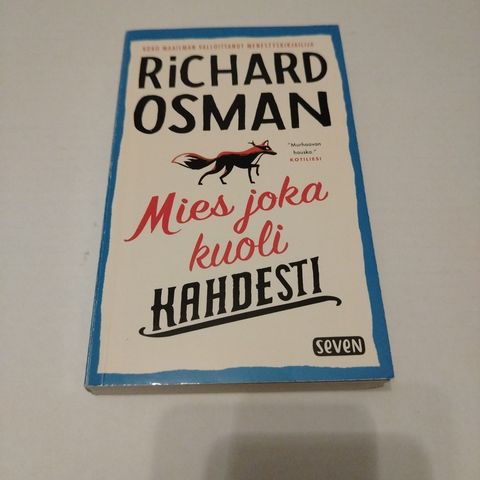 KOKO MAAILMAN VALLOITTANUT MENESTYSKIRJAILIJA
RiCHARD
OSMAN
"Murhaavan
hauska."
KOTILIESI
Mies joka
kuoli
KAHDESTI
SEVEN